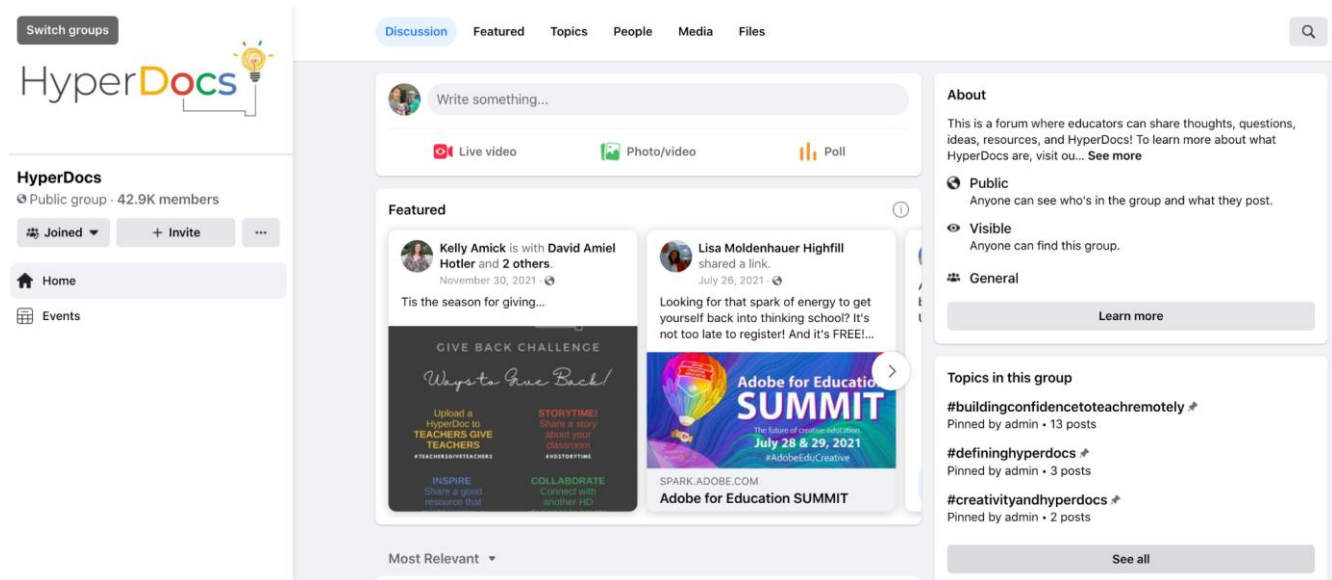 Switch groups
HyperDocs
HyperDocs
Public group · 42.9K members
Joined
+ Invite
...
Home
Events
Discussion
Featured
Topics
People
Media
Files
Write something...
Live video
Photo/video
Poll
Featured
Kelly Amick is with David Amiel
Hotler and 2 others.
November 30, 2021 ·
Tis the season for giving...
GIVE BACK CHALLENGE
Ways to Give Back!
Upload a
HyperDoc to
TEACHERS GIVE
TEACHERS
#TEACHERSGIVETEACHERS
STORYTIME!
Share a story
about your
classroom
#HDSTORYTIME
INSPIRE
Share a good
resource that
COLLABORATE
Connect with
another HD
Lisa Moldenhauer Highfill
shared a link.
July 26, 2021 ·
Looking for that spark of energy to get
yourself back into thinking school? It's
not too late to register! And it's FREE!...
Adobe for Educatio
SUMMIT
The future of creative education
July 28 & 29, 2021
#AdobeEduCreative
SPARK.ADOBE.COM
Adobe for Education SUMMIT
Most Relevant
About
This is a forum where educators can share thoughts, questions,
ideas, resources, and HyperDocs! To learn more about what
HyperDocs are, visit ou... See more
Public
Anyone can see who's in the group and what they post.
Visible
Anyone can find this group.
General
Learn more
Topics in this group
#buildingconfidencetoteachremotely
Pinned by admin • 13 posts
#defininghyperdocs
Pinned by admin • 3 posts
#creativityandhyperdocs
Pinned by admin • 2 posts
See all